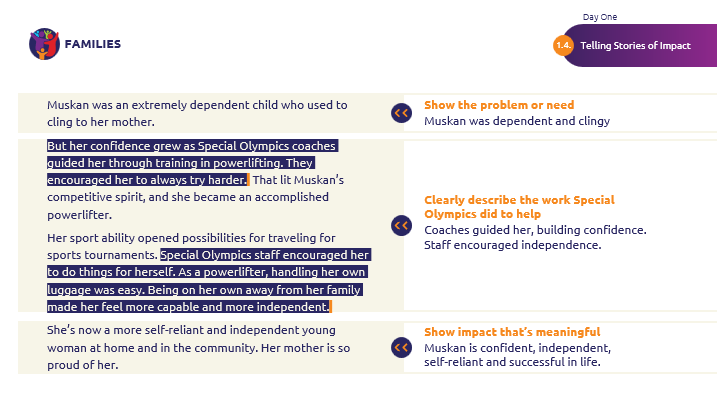 Day One
FAMILIES
1.4. Telling Stories of Impact
Muskan was an extremely dependent child who used to
cling to her mother.
Show the problem or need
Muskan was dependent and clingy
But her confidence grew as Special Olympics coaches
guided her through training in powerlifting. They
encouraged her to always try harder. That lit Muskan's
competitive spirit, and she became an accomplished
powerlifter.
Her sport ability opened possibilities for traveling for
sports tournaments. Special Olympics staff encouraged her
to do things for herself. As a powerlifter, handling her own
luggage was easy. Being on her own away from her family
made her feel more capable and more independent.
Clearly describe the work Special
Olympics did to help
Coaches guided her, building confidence.
Staff encouraged independence.
She's now a more self-reliant and independent young
woman at home and in the community. Her mother is so
proud of her.
Show impact that's meaningful
Muskan is confident, independent,
self-reliant and successful in life.